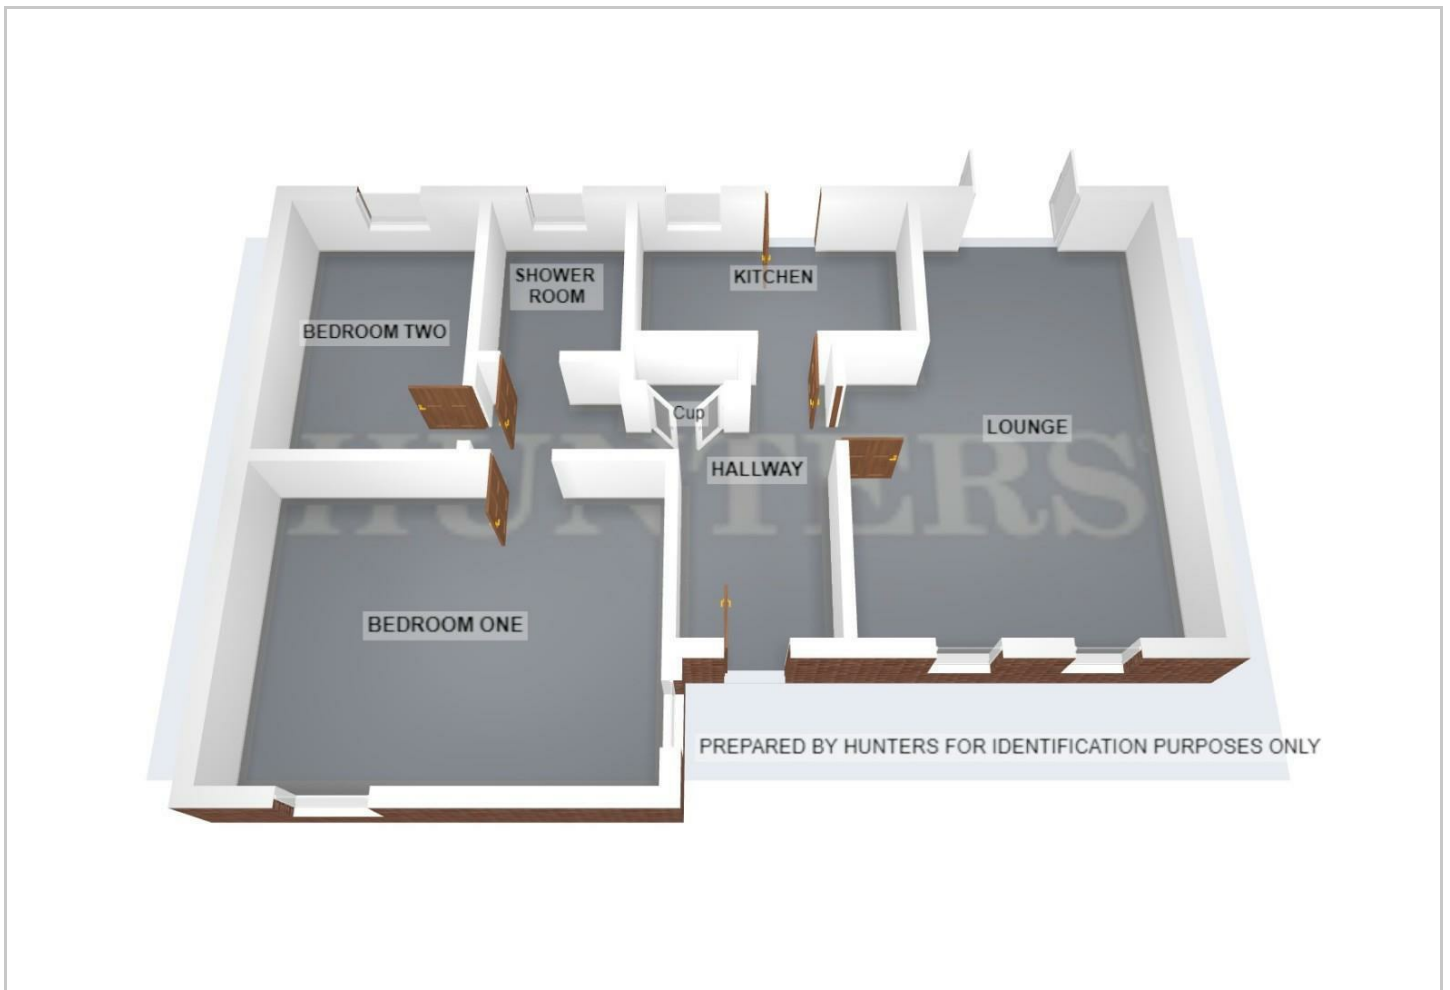 SHOWER
ROOM
KITCHEN
BEDROOM TWO
Cup
LOUNGE
HALLWAY
HUNTERS
BEDROOM ONE
PREPARED BY HUNTERS FOR IDENTIFICATION PURPOSES ONLY